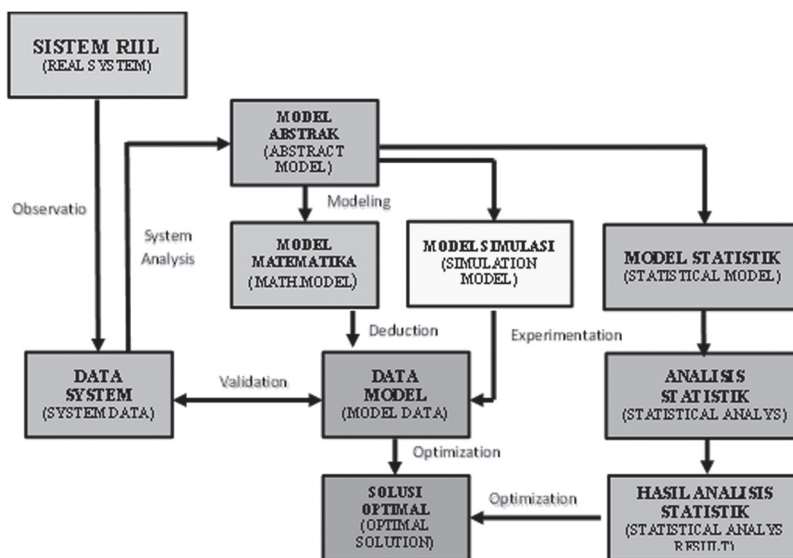 SISTEM RIIL
(REAL SYSTEM)
MODEL
ABSTRAK
(ABSTRACT
MODEL)
Observatio
System
Analysis
Modeling
MODEL
MATEMATIKA
(MATH.MODEL)
MODEL SIMULASI
(SIMULATION
MODEL)
MODEL STATISTIK
(STATISTICAL MODEL)
Deduction
Experimentation
DATA
SYSTEM
(SYSTEM DATA)
Validation
DATA
MODEL
(MODEL DATA)
ANALISIS
STATISTIK
(STATISTICAL ANALYS)
Optimization
SOLUSI
OPTIMAL
(OPTIMAL
SOLUTION)
Optimization
HASIL ANALISIS
STATISTIK
(STATISTICAL ANALYS
RESULT)